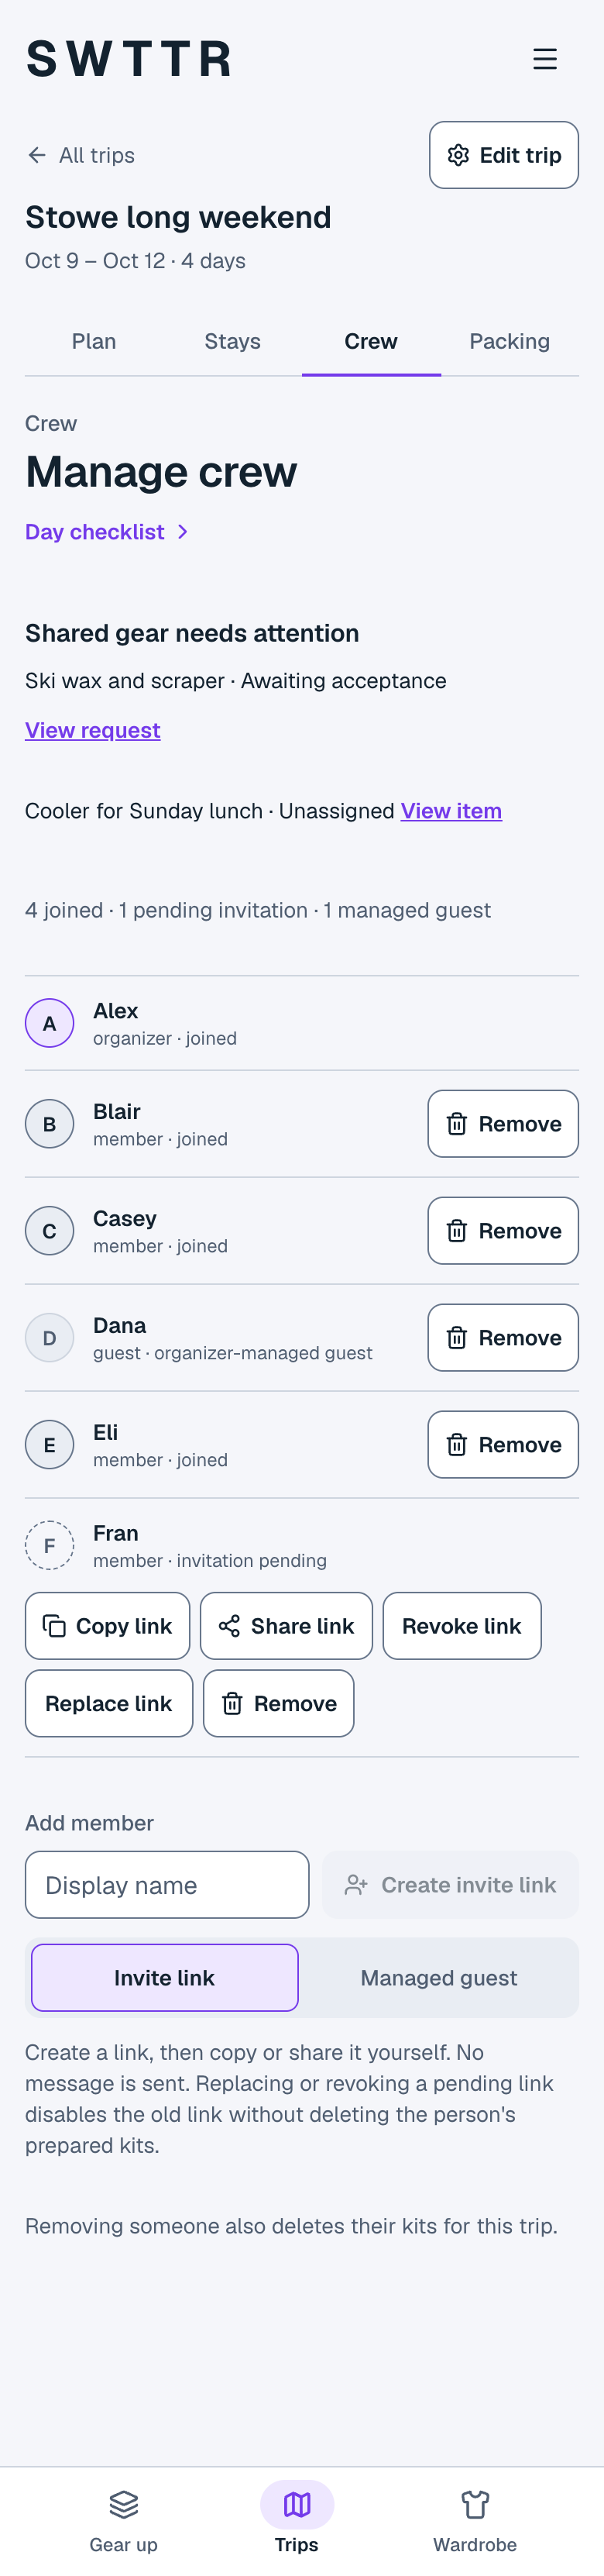 SWTTR
All trips
Edit trip
Stowe long weekend
Oct 9 – Oct 12 · 4 days
Plan
Stays
Crew
Packing
Crew
Manage crew
Day checklist
Shared gear needs attention
Ski wax and scraper · Awaiting acceptance
View request
Cooler for Sunday lunch · Unassigned View item
4 joined · 1 pending invitation · 1 managed guest
A
Alex
organizer · joined
B
Blair
member · joined
Remove
C
Casey
member · joined
Remove
D
Dana
guest · organizer-managed guest
Remove
E
Eli
member · joined
Remove
F
Fran
member · invitation pending
Copy link
Share link
Revoke link
Replace link
Remove
Add member
Display name
Create invite link
Invite link
Managed guest
Create a link, then copy or share it yourself. No
message is sent. Replacing or revoking a pending link
disables the old link without deleting the person's
prepared kits.
Removing someone also deletes their kits for this trip.
Gear up
Trips
Wardrobe